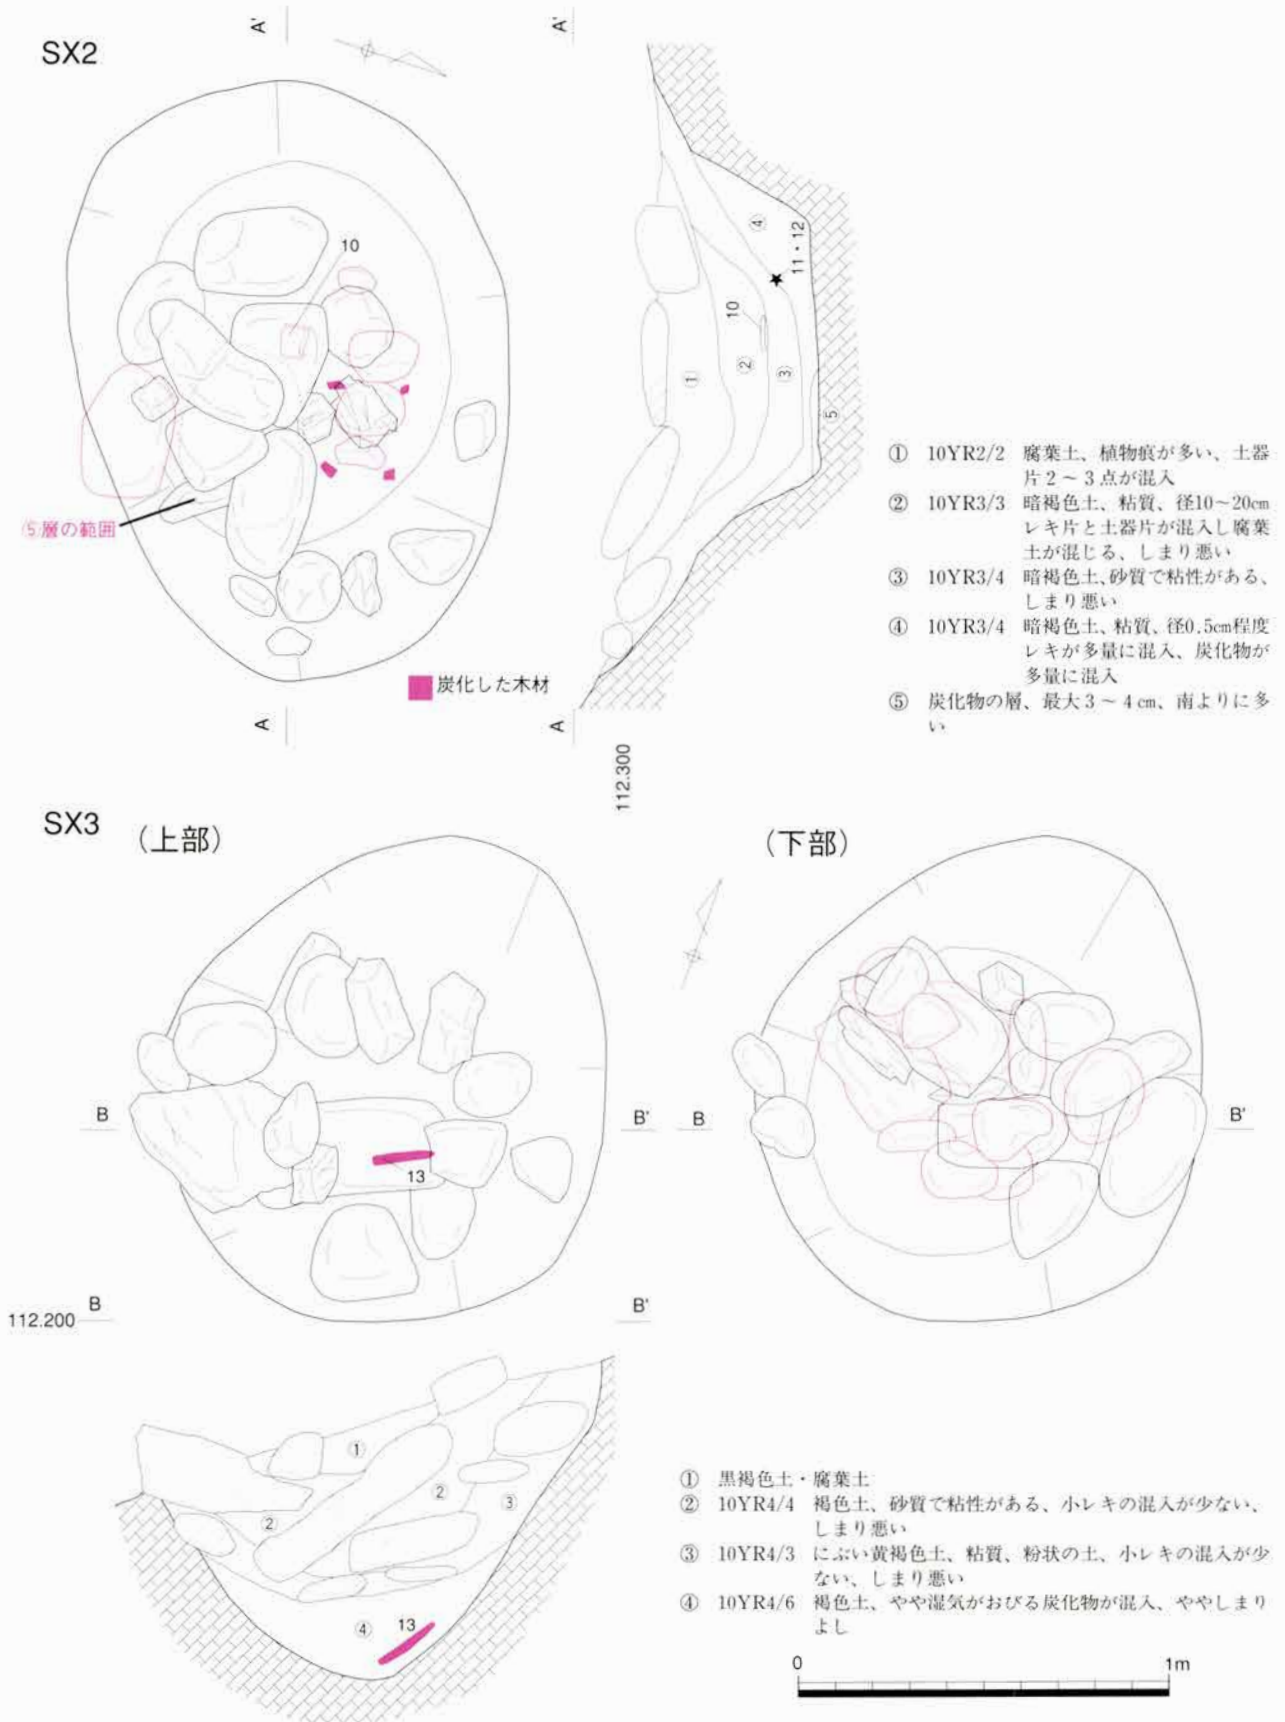 SX2
A'
A'
10
⑤層の範囲
炭化した木材
A
A
112.300
④
11・12
★
10
②
①
③
⑤
① 10YR2/2 腐葉土、植物痕が多い、土器
片2～3点が混入
② 10YR3/3 暗褐色土、粘質、径10～20cm
レキ片と土器片が混入し腐葉
土が混じる、しまり悪い
③ 10YR3/4 暗褐色土、砂質で粘性がある、
しまり悪い
④ 10YR3/4 暗褐色土、粘質、径0.5cm程度
レキが多量に混入、炭化物が
多量に混入
⑤ 炭化物の層、最大3～4cm、南よりに多
い
SX3
（上部）
（下部）
B
B'
B
B'
13
112.200
B
B'
①
②
②
③
④
13
① 黒褐色土・腐葉土
② 10YR4/4 褐色土、砂質で粘性がある、小レキの混入が少ない、
しまり悪い
③ 10YR4/3 にぶい黄褐色土、粘質、粉状の土、小レキの混入が少
ない、しまり悪い
④ 10YR4/6 褐色土、やや湿気がおびる炭化物が混入、ややしまり
よし
0
1m